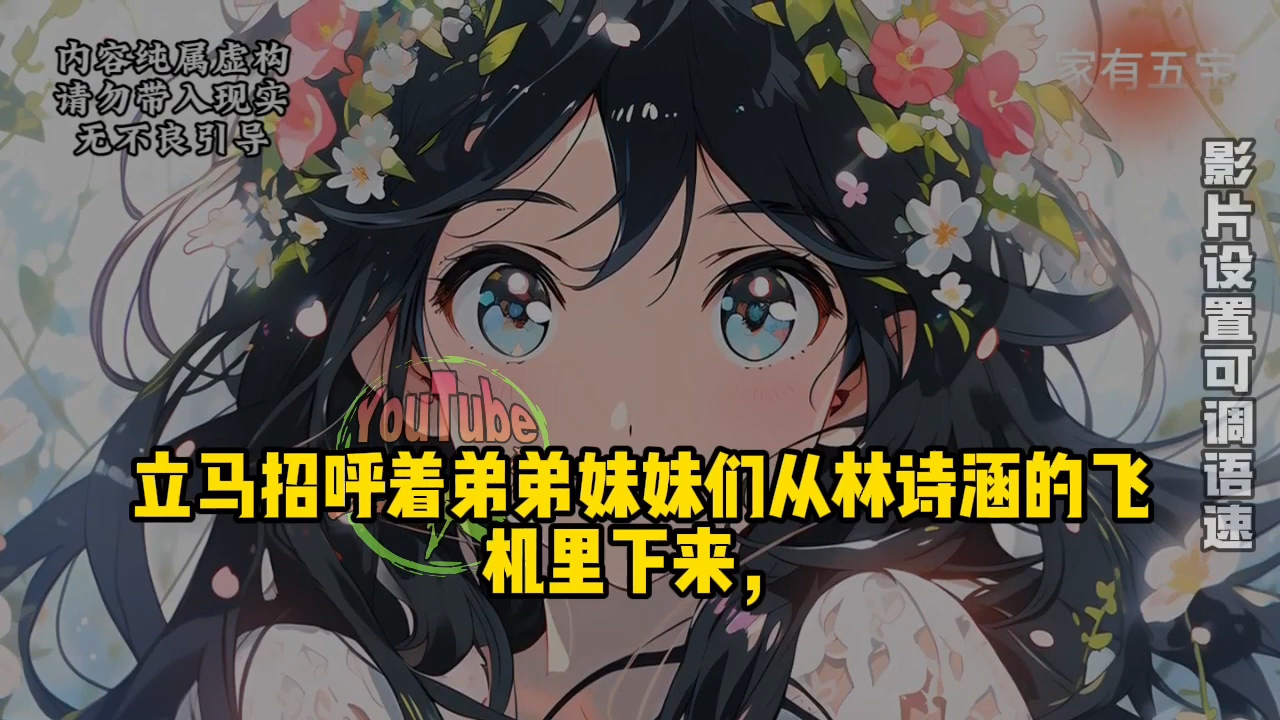 内容纯属虚构
请勿带入现实
无不良引导
家有五宝
影片设置可调语速
YouTube
立马招呼着弟弟妹妹们从林诗涵的飞
机里下来，